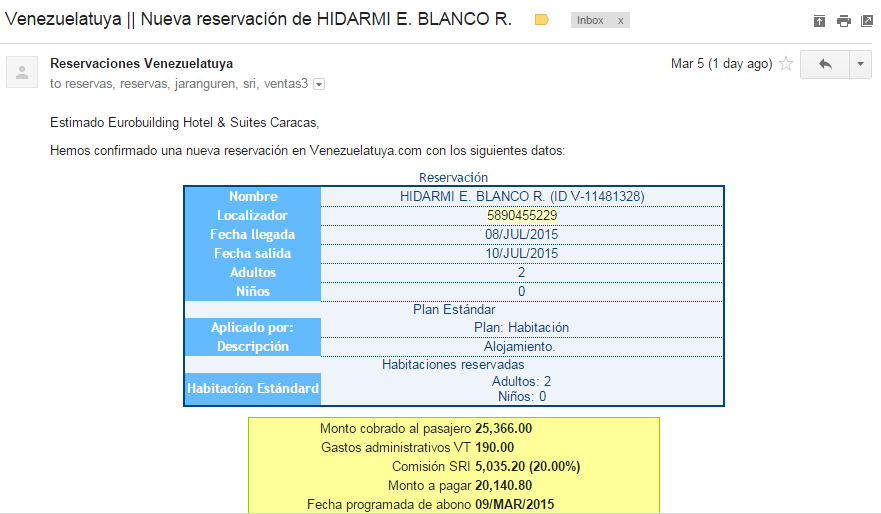 Venezuelatuya || Nueva reservación de HIDARMI E. BLANCO R. Inbox x
Reservaciones Venezuelatuya Mar 5 (1 day ago)
to reservas, reservas, jaranguren, sri, ventas3
Estimado Eurobuilding Hotel & Suites Caracas,
Hemos confirmado una nueva reservación en Venezuelatuya.com con los siguientes datos:
Reservación
Nombre HIDARMI E. BLANCO R. (ID V-11481328)
Localizador 5890455229
Fecha llegada 08/JUL/2015
Fecha salida 10/JUL/2015
Adultos 2
Niños 0
Plan Estándar
Aplicado por: Plan: Habitación
Descripción Alojamiento.
Habitaciones reservadas
Habitación Estándard Adultos: 2
Niños: 0
Monto cobrado al pasajero 25,366.00
Gastos administrativos VT 190.00
Comisión SRI 5,035.20 (20.00%)
Monto a pagar 20,140.80
Fecha programada de abono 09/MAR/2015